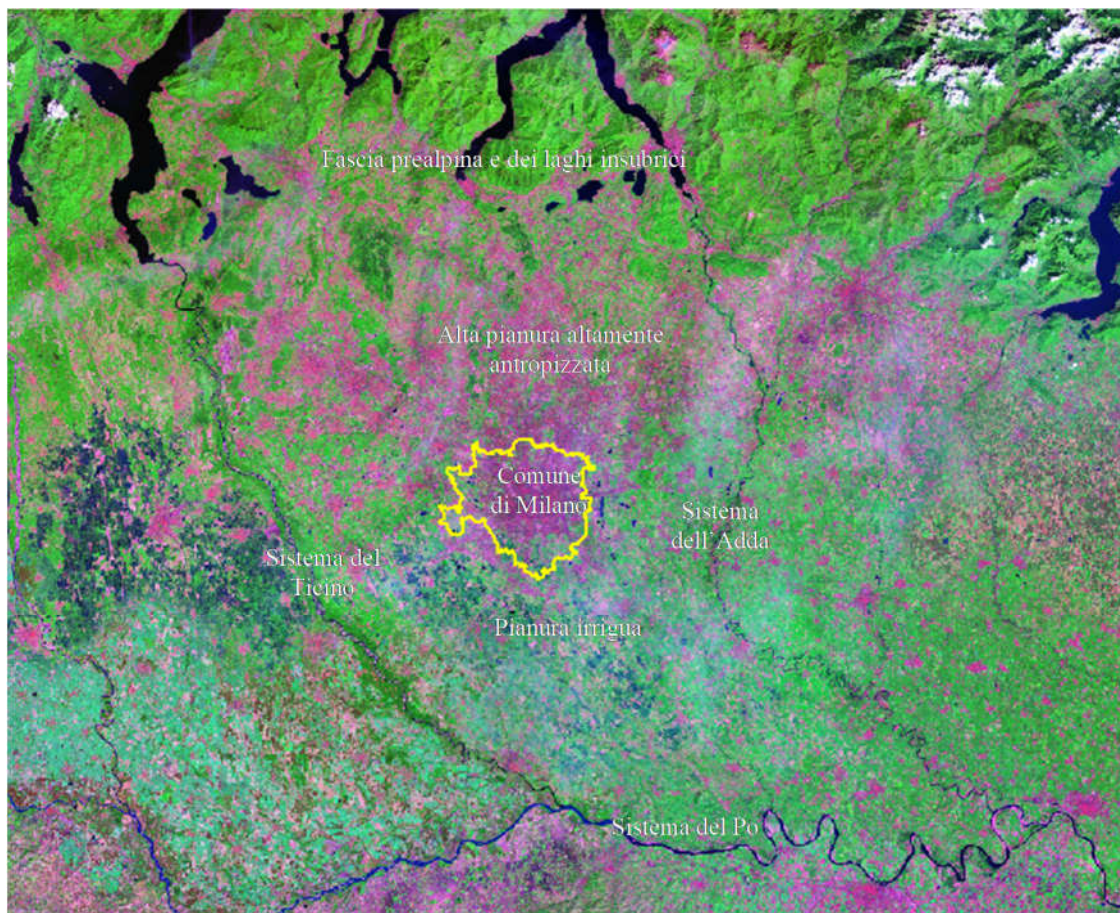 Fascia prealpina e dei laghi insubrici
Alta pianura altamente
antropizzata
Comune
di Milano
Sistema
dell'Adda
Sistema del
Ticino
Pianura irrigua
Sistema del Po